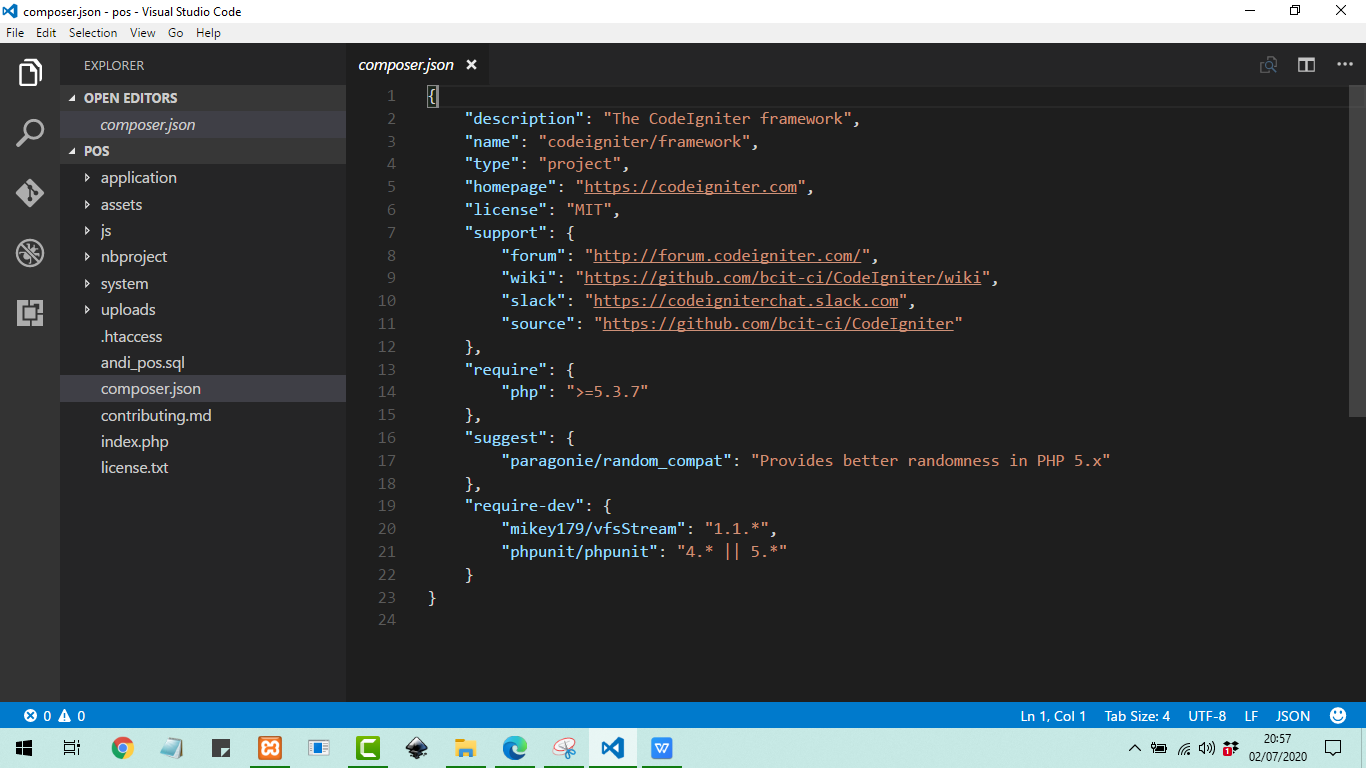 composer.json - pos - Visual Studio Code
File Edit Selection View Go Help
EXPLORER
OPEN EDITORS
composer.json
POS
application
assets
js
nbproject
system
uploads
.htaccess
andi_pos.sql
composer.json
contributing.md
index.php
license.txt
composer.json
1 {
2 "description": "The CodeIgniter framework",
3 "name": "codeigniter/framework",
4 "type": "project",
5 "homepage": "https://codeigniter.com",
6 "license": "MIT",
7 "support": {
8 "forum": "http://forum.codeigniter.com/",
9 "wiki": "https://github.com/bcit-ci/CodeIgniter/wiki",
10 "slack": "https://codeigniterchat.slack.com",
11 "source": "https://github.com/bcit-ci/CodeIgniter"
12 },
13 "require": {
14 "php": ">=5.3.7"
15 },
16 "suggest": {
17 "paragonie/random_compat": "Provides better randomness in PHP 5.x"
18 },
19 "require-dev": {
20 "mikey179/vfsStream": "1.1.*",
21 "phpunit/phpunit": "4.* || 5.*"
22 }
23 }
24
0 0 Ln 1, Col 1 Tab Size: 4 UTF-8 LF JSON
W
1
20:57
02/07/2020